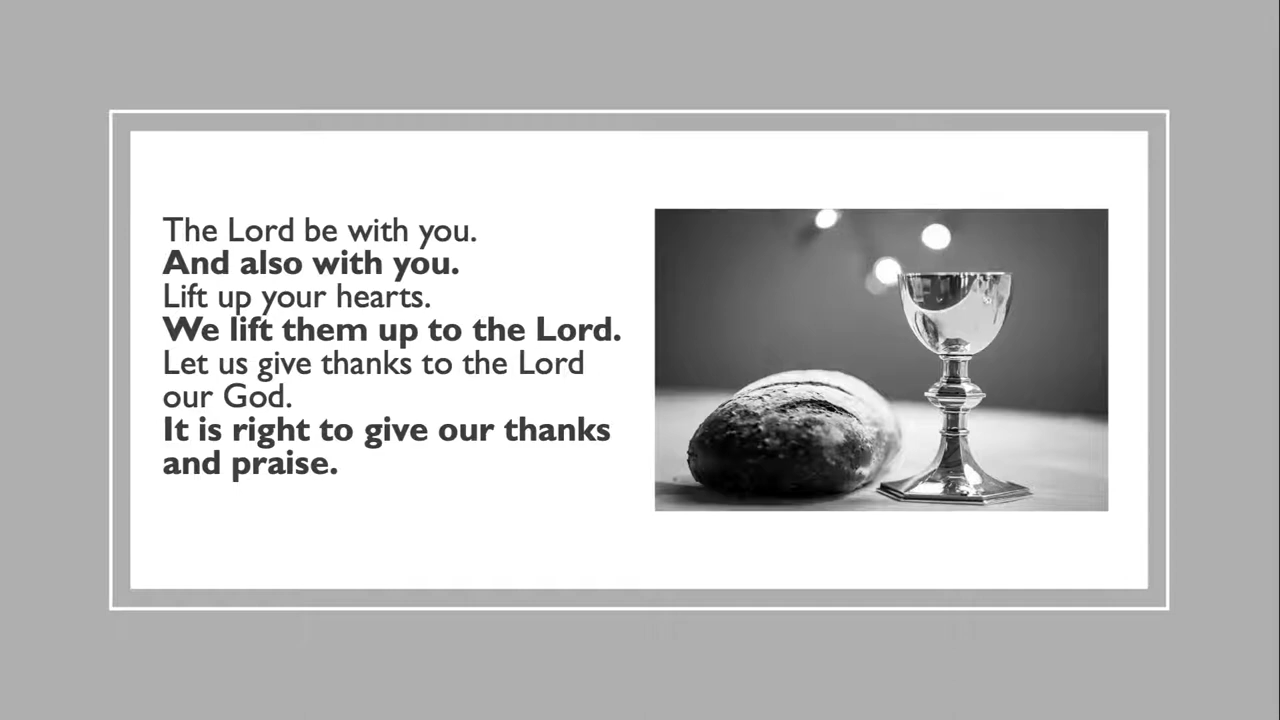 The Lord be with you.
And also with you.
Lift up your hearts.
We lift them up to the Lord.
Let us give thanks to the Lord
our God.
It is right to give our thanks
and praise.